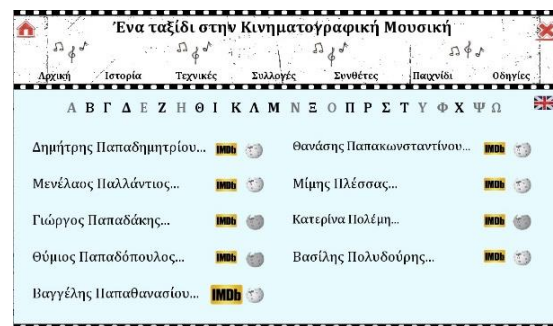 Ένα ταξίδι στην Κινηματογραφική Μουσική
Αρχική Ιστορία Τεχνικές Συλλογές Συνθέτες Παιχνίδι Οδηγίες
Α Β Γ Δ Ε Ζ Η Θ Ι Κ Λ Μ Ν Ξ Ο Π Ρ Σ Τ Υ Φ Χ Ψ Ω
Δημήτρης Παπαδημητρίου... IMDb Θανάσης Παπακωνσταντίνου... IMDb
Μενέλαος Παλλάντιος... IMDb Μίμης Πλέσσας... IMDb
Γιώργος Παπαδάκης... IMDb Κατερίνα Πολέμη... IMDb
Θύμιος Παπαδόπουλος... IMDb Βασίλης Πολυδούρης... IMDb
Βαγγέλης Παπαθανασίου... IMDb